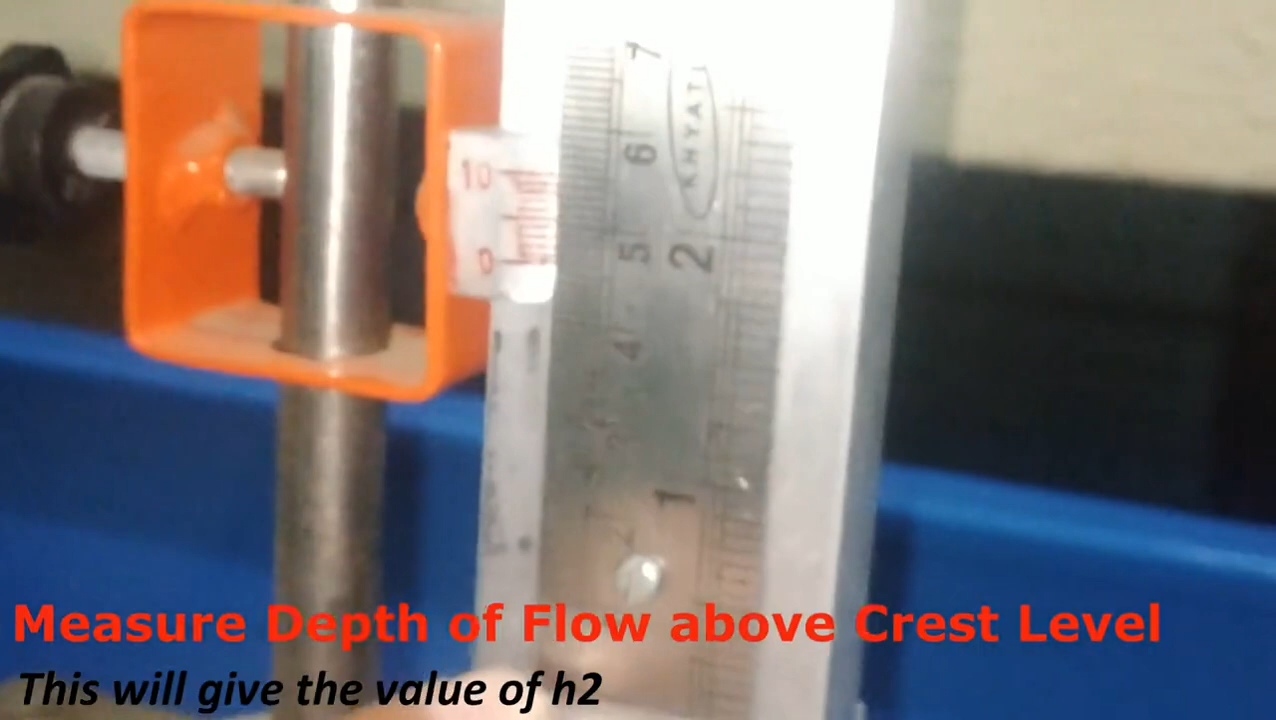 7
KHYATI
6
10
5
2
0
4
1
Measure Depth of Flow above Crest Level
This will give the value of h2